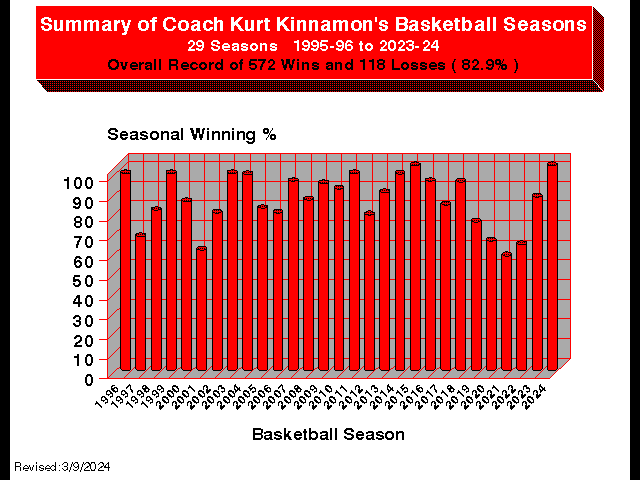 Summary of Coach Kurt Kinnamon's Basketball Seasons
29 Seasons 1995-96 to 2023-24
Overall Record of 572 Wins and 118 Losses ( 82.9% )
Seasonal Winning %
100
90
80
70
60
50
40
30
20
10
0
1996 1997 1998 1999 2000 2001 2002 2003 2004 2005 2006 2007 2008 2009 2010 2011 2012 2013 2014 2015 2016 2017 2018 2019 2020 2021 2022 2023 2024
Basketball Season
Revised:3/9/2024